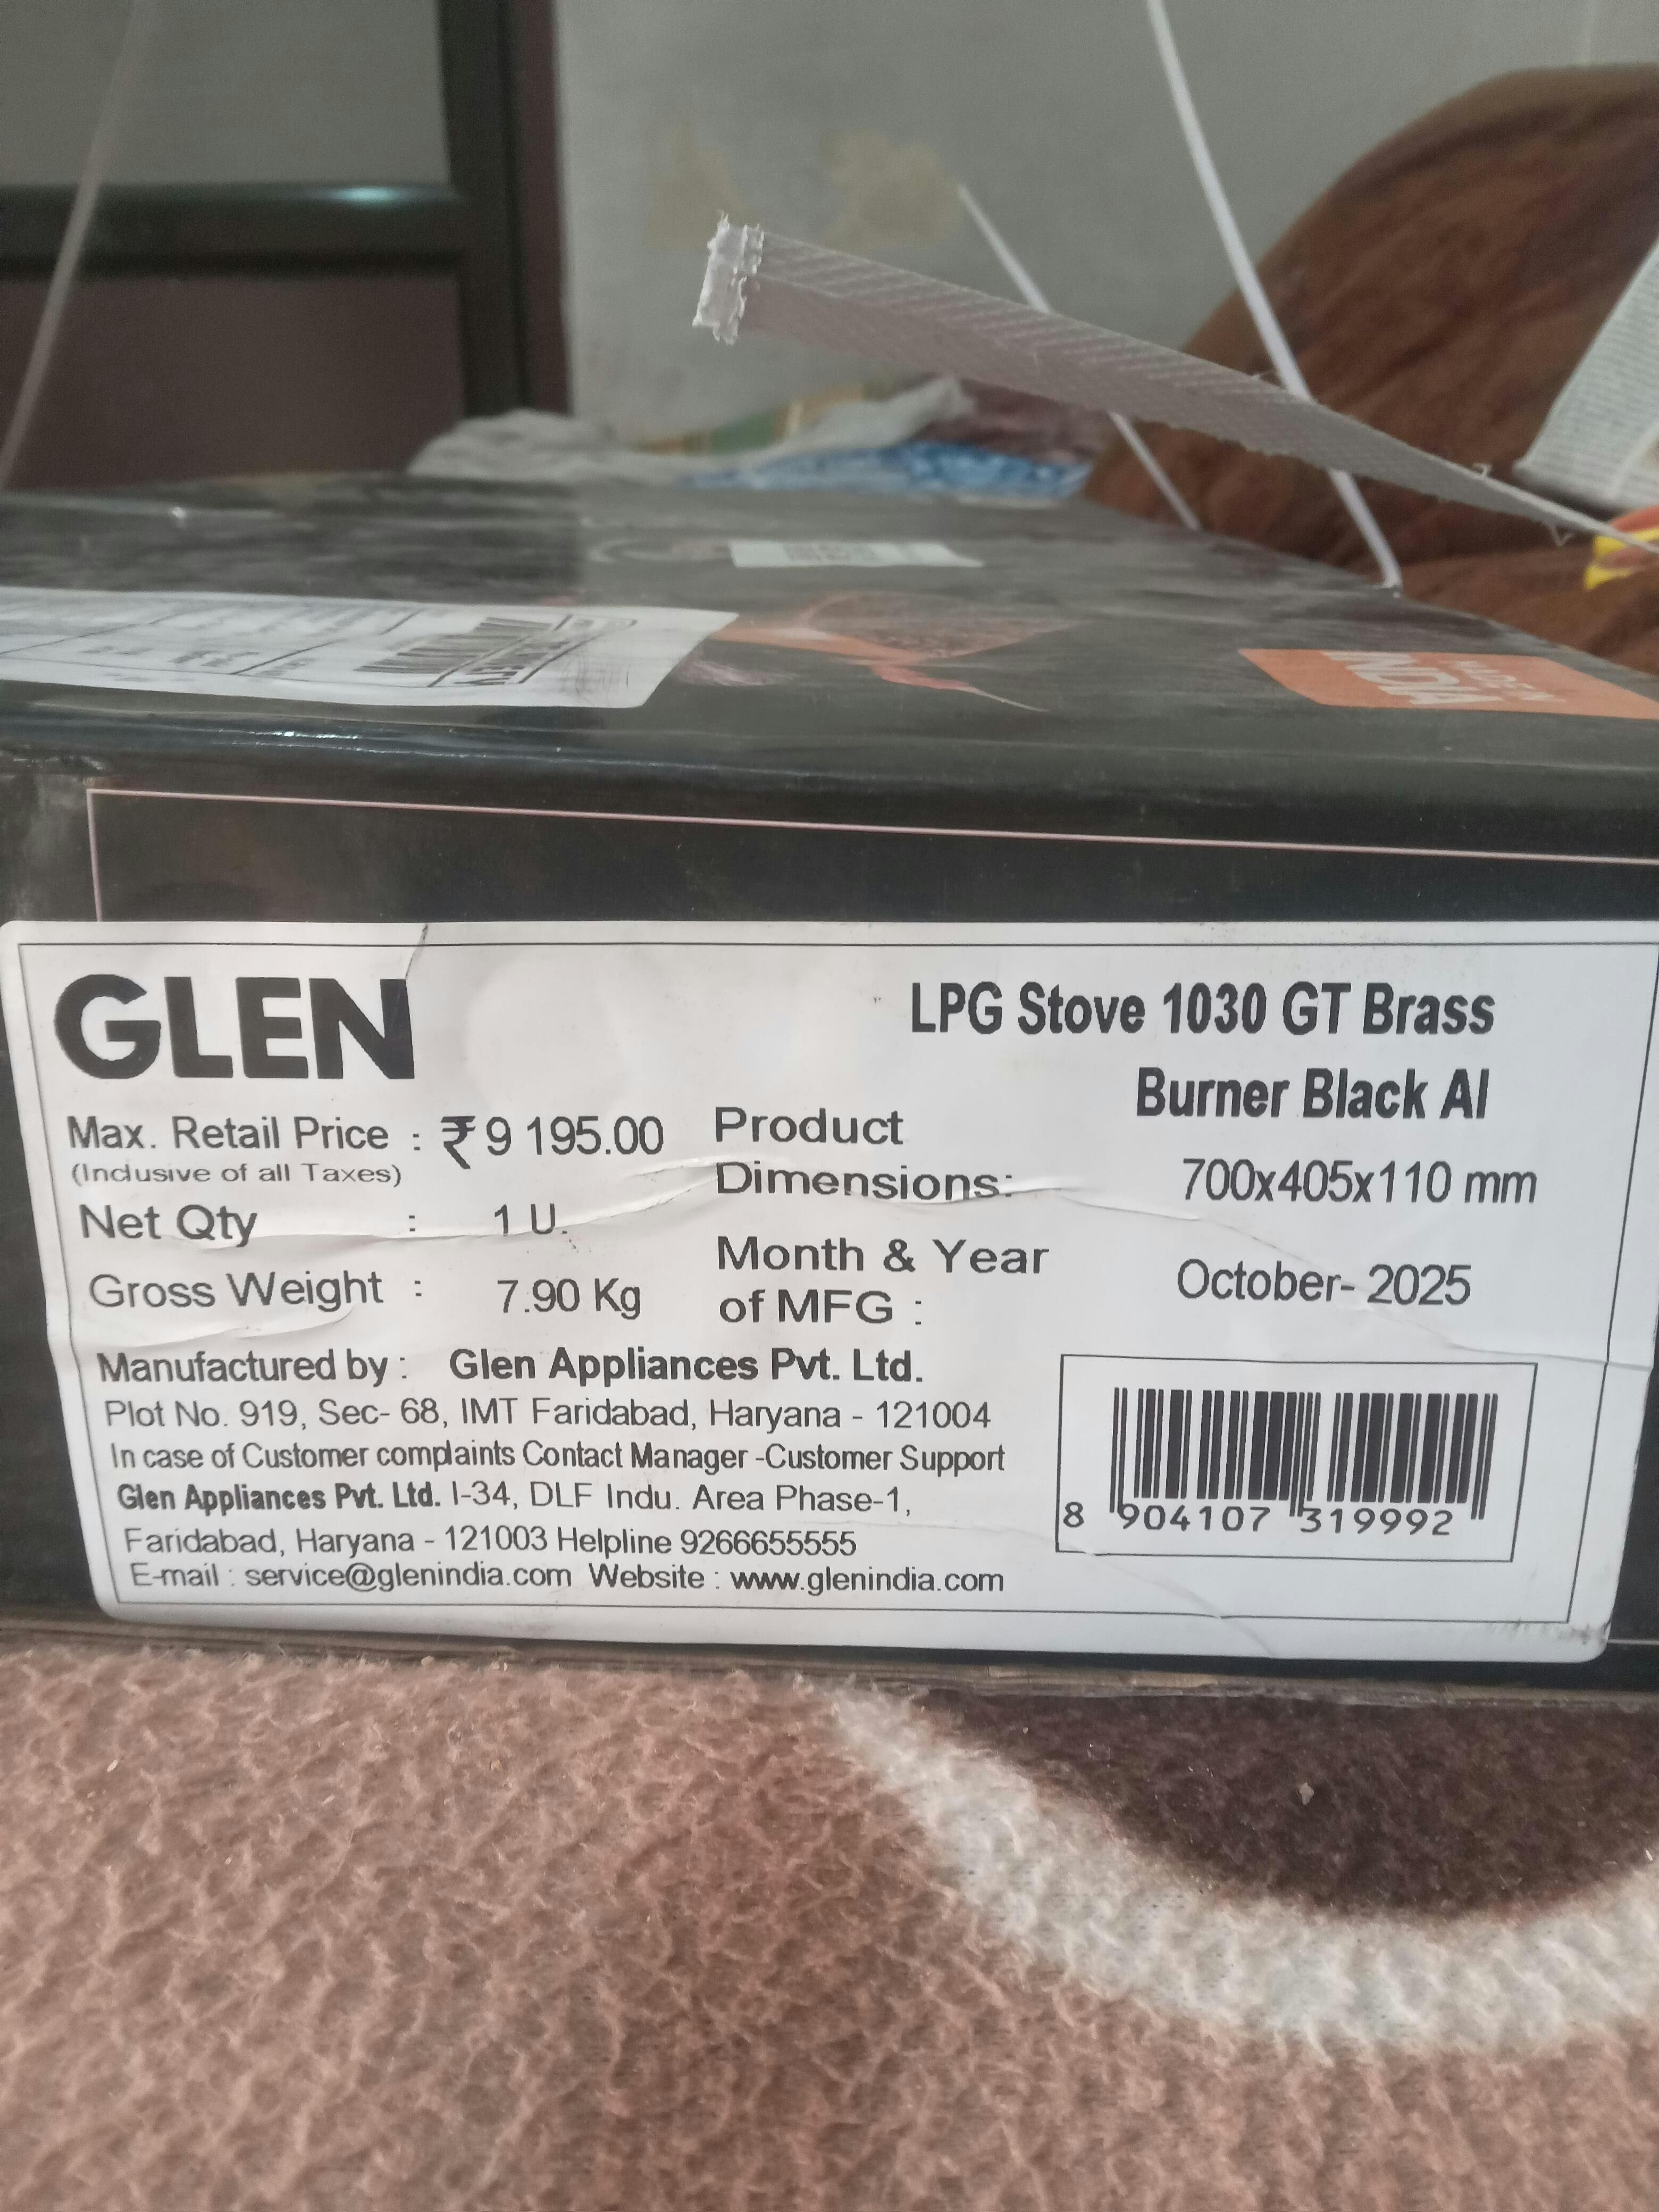 MADE IN
INDIA
GLEN
LPG Stove 1030 GT Brass
Burner Black AI
Max. Retail Price : ₹ 9 195.00
(Inclusive of all Taxes)
Product
Dimensions: 700x405x110 mm
Net Qty : 1 U.
Gross Weight : 7.90 Kg
Month & Year
of MFG : October- 2025
Manufactured by : Glen Appliances Pvt. Ltd.
Plot No. 919, Sec- 68, IMT Faridabad, Haryana - 121004
In case of Customer complaints Contact Manager -Customer Support
Glen Appliances Pvt. Ltd. I-34, DLF Indu. Area Phase-1,
Faridabad, Haryana - 121003 Helpline 9266655555
E-mail : service@glenindia.com Website : www.glenindia.com
8 904107 319992